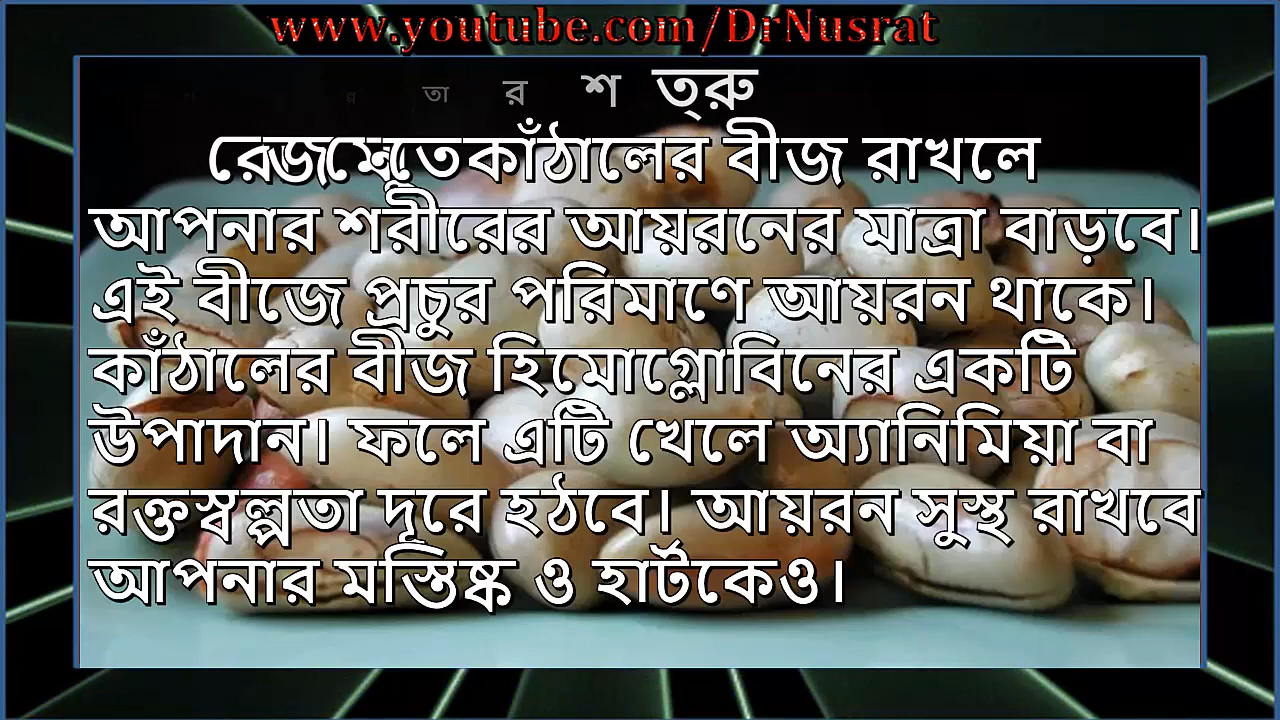 www.youtube.com/DrNusrat
তা র শ ত্রু
কাঁঠালের বীজ রাখলে
আপনার শরীরের আয়রনের মাত্রা বাড়বে।
এই বীজে প্রচুর পরিমাণে আয়রন থাকে।
কাঁঠালের বীজ হিমোগ্লোবিনের একটি
উপাদান। ফলে এটি খেলে অ্যানিমিয়া বা
রক্তস্বল্পতা দূরে হঠবে। আয়রন সুস্থ রাখবে
আপনার মস্তিষ্ক ও হার্টকেও।